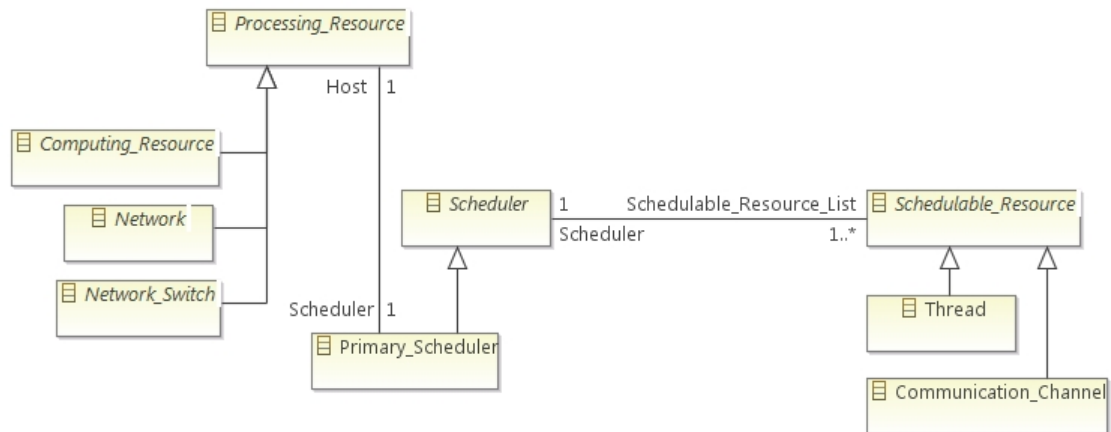 Processing_Resource
Host 1
Computing_Resource
Network
Network_Switch
Scheduler 1
Primary_Scheduler
Scheduler
1 Schedulable_Resource_List
Scheduler 1..*
Schedulable_Resource
Thread
Communication_Channel